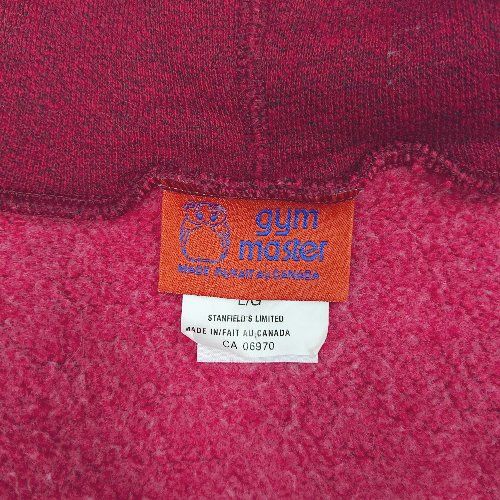 gym
master
MADE IN/FAIT AU CANADA
L/G
STANFIELD'S LIMITED
MADE IN/FAIT AU CANADA
CA 06970